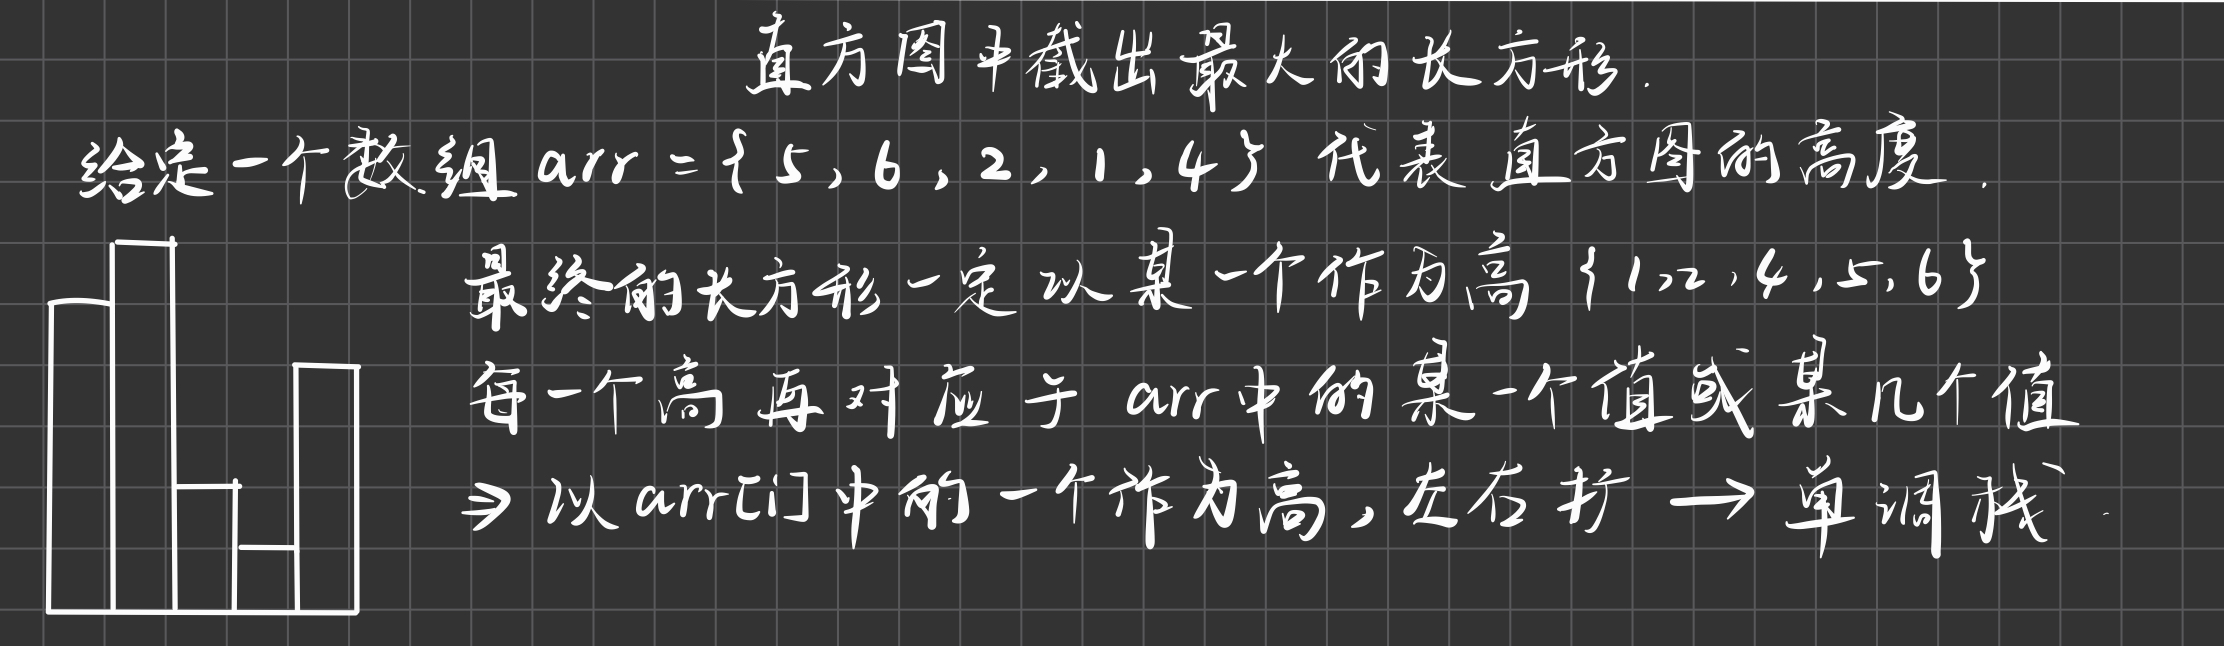 直方图中截出最大的长方形.
给定一个数组 arr = {5, 6, 2, 1, 4} 代表直方图的高度.
最终的长方形一定以某一个作为高 {1,2,4,5,6}
每一个高再对应于 arr中的某一个值或某几个值
⇒ 以 arr[i]中的一个作为高,左右扩 → 单调栈.